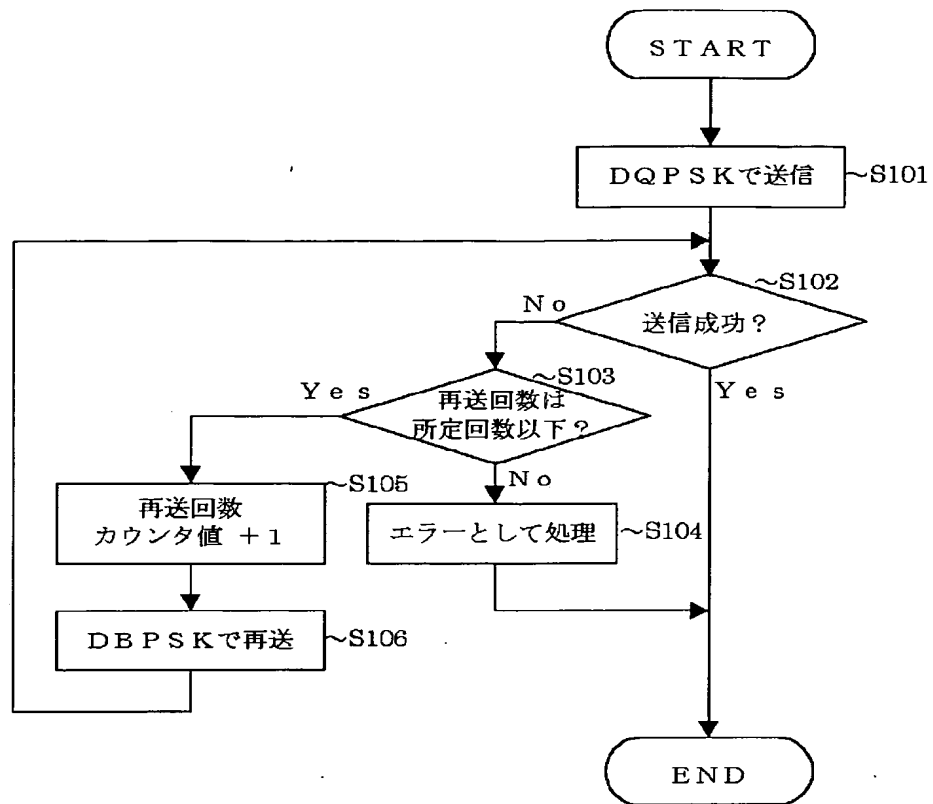 ＳＴＡＲＴ
ＤＱＰＳＫで送信
～S101
～S102
送信成功？
Ｎｏ
Ｙｅｓ
～S103
再送回数は
所定回数以下？
Ｙｅｓ
Ｎｏ
～S105
再送回数
カウンタ値 ＋１
エラーとして処理
～S104
ＤＢＰＳＫで再送
～S106
ＥＮＤ